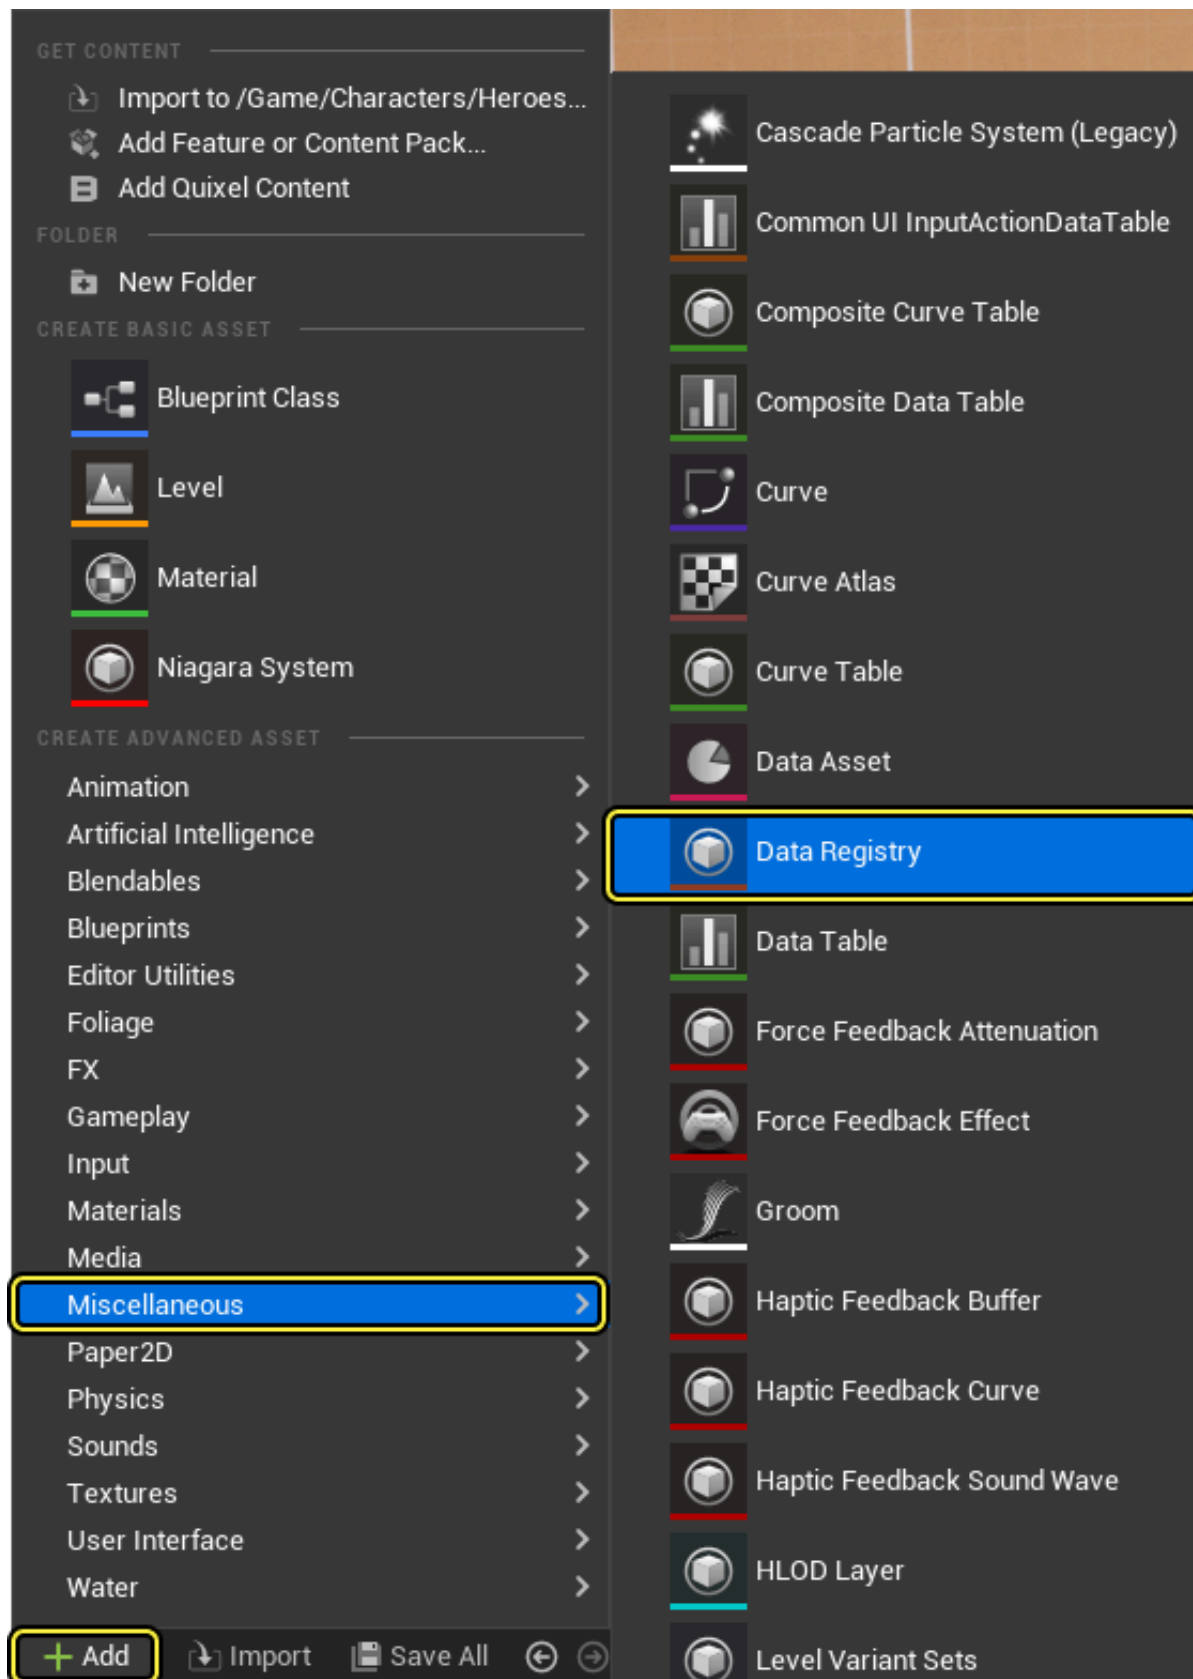 GET CONTENT
Import to /Game/Characters/Heroes...
Add Feature or Content Pack...
Add Quixel Content
FOLDER
New Folder
CREATE BASIC ASSET
Blueprint Class
Level
Material
Niagara System
CREATE ADVANCED ASSET
Animation
Artificial Intelligence
Blendables
Blueprints
Editor Utilities
Foliage
FX
Gameplay
Input
Materials
Media
Miscellaneous
Paper2D
Physics
Sounds
Textures
User Interface
Water
Add
Import
Save All
Cascade Particle System (Legacy)
Common UI InputActionDataTable
Composite Curve Table
Composite Data Table
Curve
Curve Atlas
Curve Table
Data Asset
Data Registry
Data Table
Force Feedback Attenuation
Force Feedback Effect
Groom
Haptic Feedback Buffer
Haptic Feedback Curve
Haptic Feedback Sound Wave
HLOD Layer
Level Variant Sets